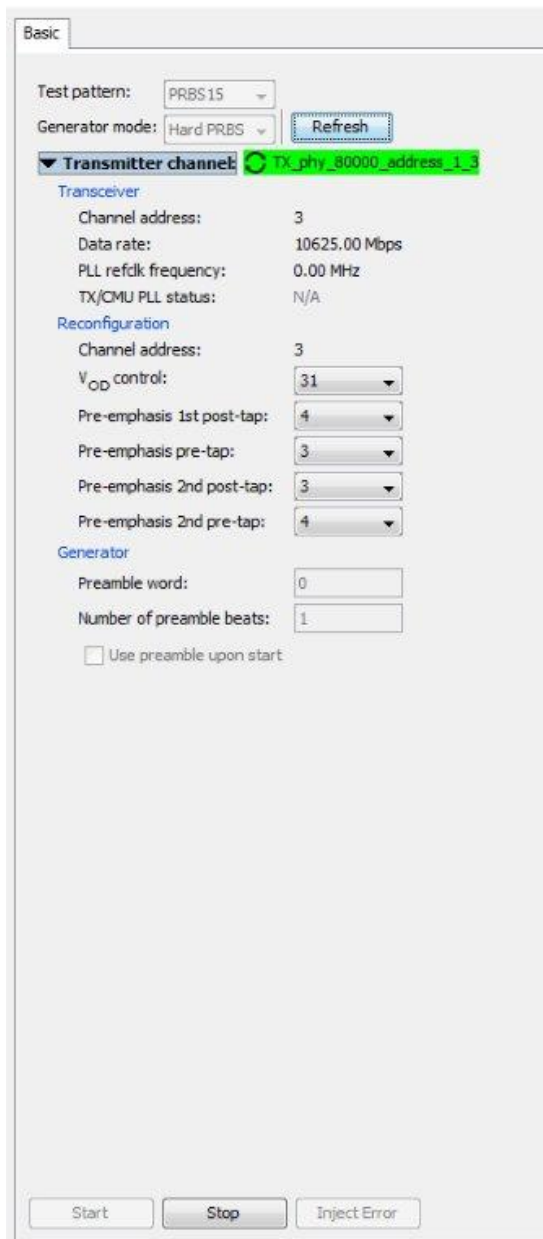 Basic
Test pattern: PRBS15
Generator mode: Hard PRBS Refresh
Transmitter channel: TX_phy_80000_address_1_3
Transceiver
Channel address: 3
Data rate: 10625.00 Mbps
PLL refclk frequency: 0.00 MHz
TX/CMU PLL status: N/A
Reconfiguration
Channel address: 3
VOD control: 31
Pre-emphasis 1st post-tap: 4
Pre-emphasis pre-tap: 3
Pre-emphasis 2nd post-tap: 3
Pre-emphasis 2nd pre-tap: 4
Generator
Preamble word: 0
Number of preamble beats: 1
Use preamble upon start
Start Stop Inject Error